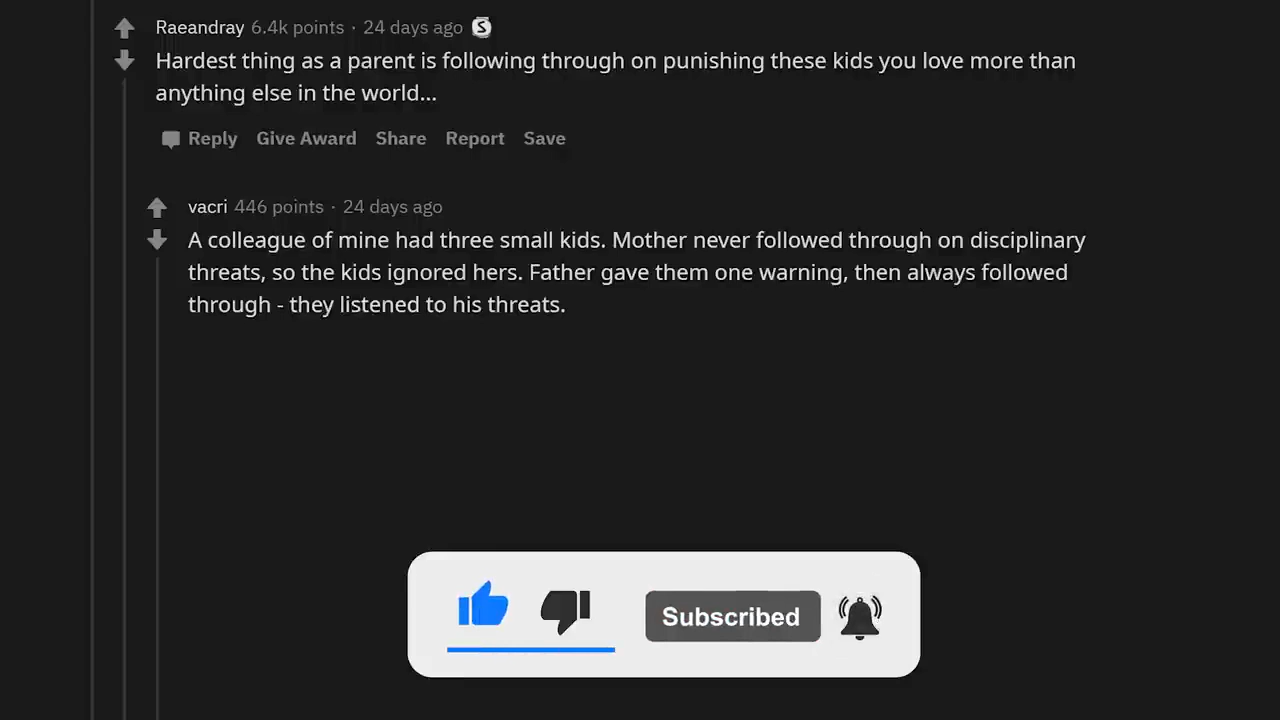 Raeandray 6.4k points · 24 days ago S
Hardest thing as a parent is following through on punishing these kids you love more than
anything else in the world...
Reply Give Award Share Report Save
vacri 446 points · 24 days ago
A colleague of mine had three small kids. Mother never followed through on disciplinary
threats, so the kids ignored hers. Father gave them one warning, then always followed
through - they listened to his threats.
Subscribed